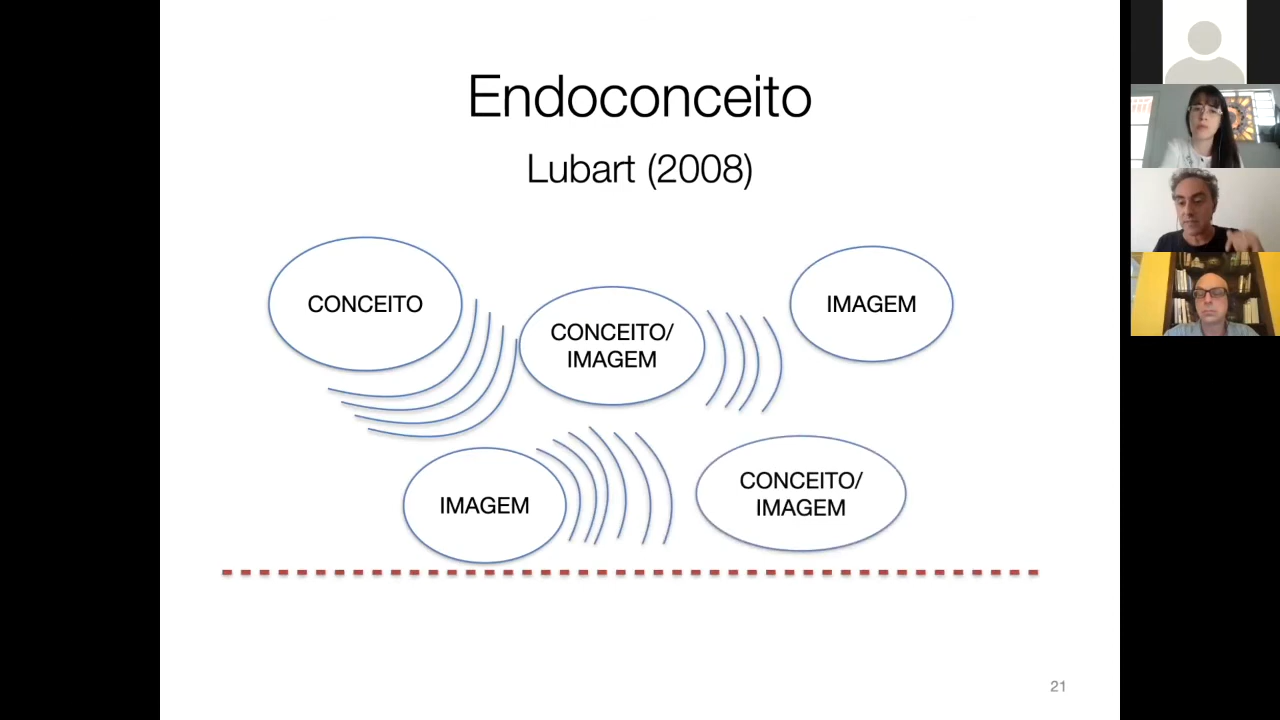 Endoconceito
Lubart (2008)
CONCEITO
CONCEITO/
IMAGEM
IMAGEM
IMAGEM
CONCEITO/
IMAGEM
21